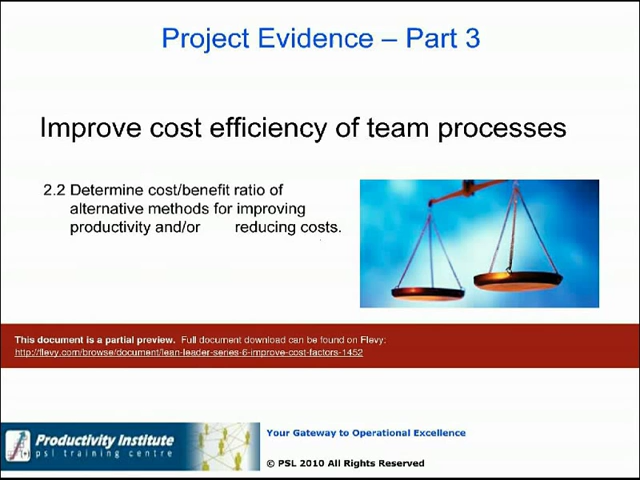 Project Evidence – Part 3
Improve cost efficiency of team processes
2.2 Determine cost/benefit ratio of
alternative methods for improving
productivity and/or reducing costs.
This document is a partial preview. Full document download can be found on Flevy:
http://flevy.com/browse/document/lean-leader-series-6-improve-cost-factors-1452
Productivity Institute
psl training centre
Your Gateway to Operational Excellence
© PSL 2010 All Rights Reserved